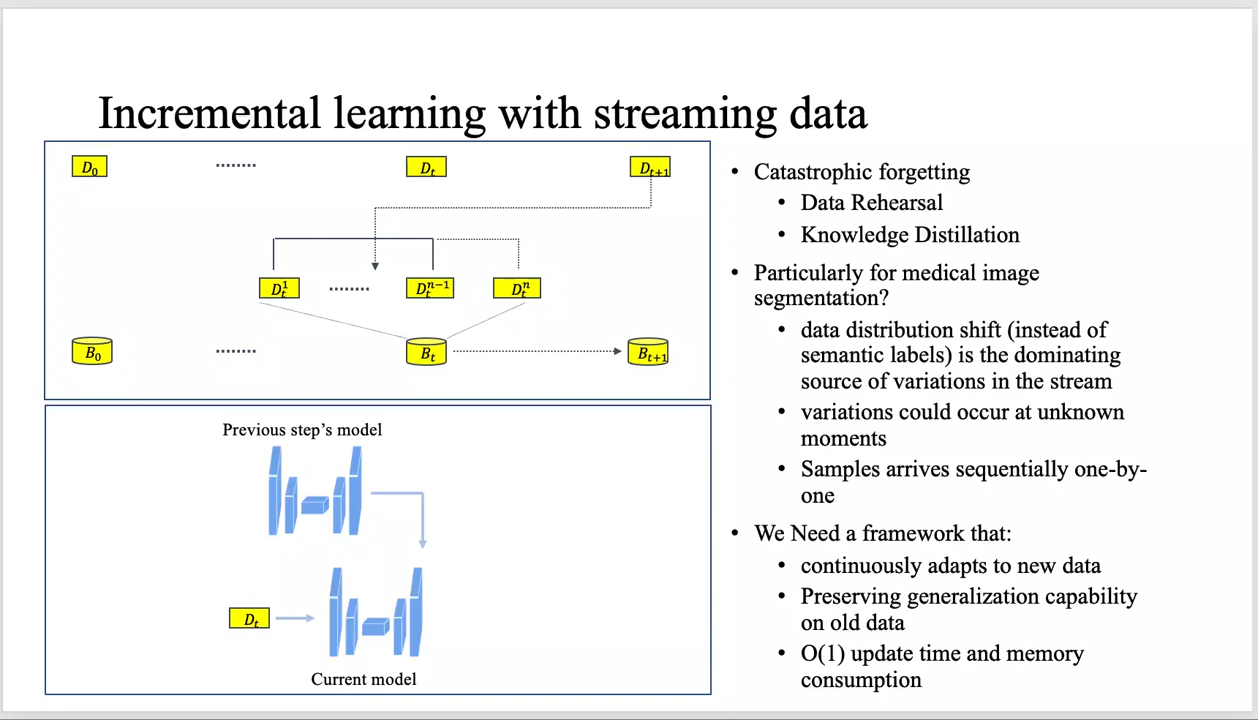 Incremental learning with streaming data
D₀ ........ Dₜ Dₜ₊₁
Dₜ¹ ........ Dₜⁿ⁻¹ Dₜⁿ
B₀ ........ Bₜ Bₜ₊₁
Previous step’s model
Dₜ
Current model
• Catastrophic forgetting
• Data Rehearsal
• Knowledge Distillation
• Particularly for medical image
segmentation?
• data distribution shift (instead of
semantic labels) is the dominating
source of variations in the stream
• variations could occur at unknown
moments
• Samples arrives sequentially one-by-
one
• We Need a framework that:
• continuously adapts to new data
• Preserving generalization capability
on old data
• O(1) update time and memory
consumption